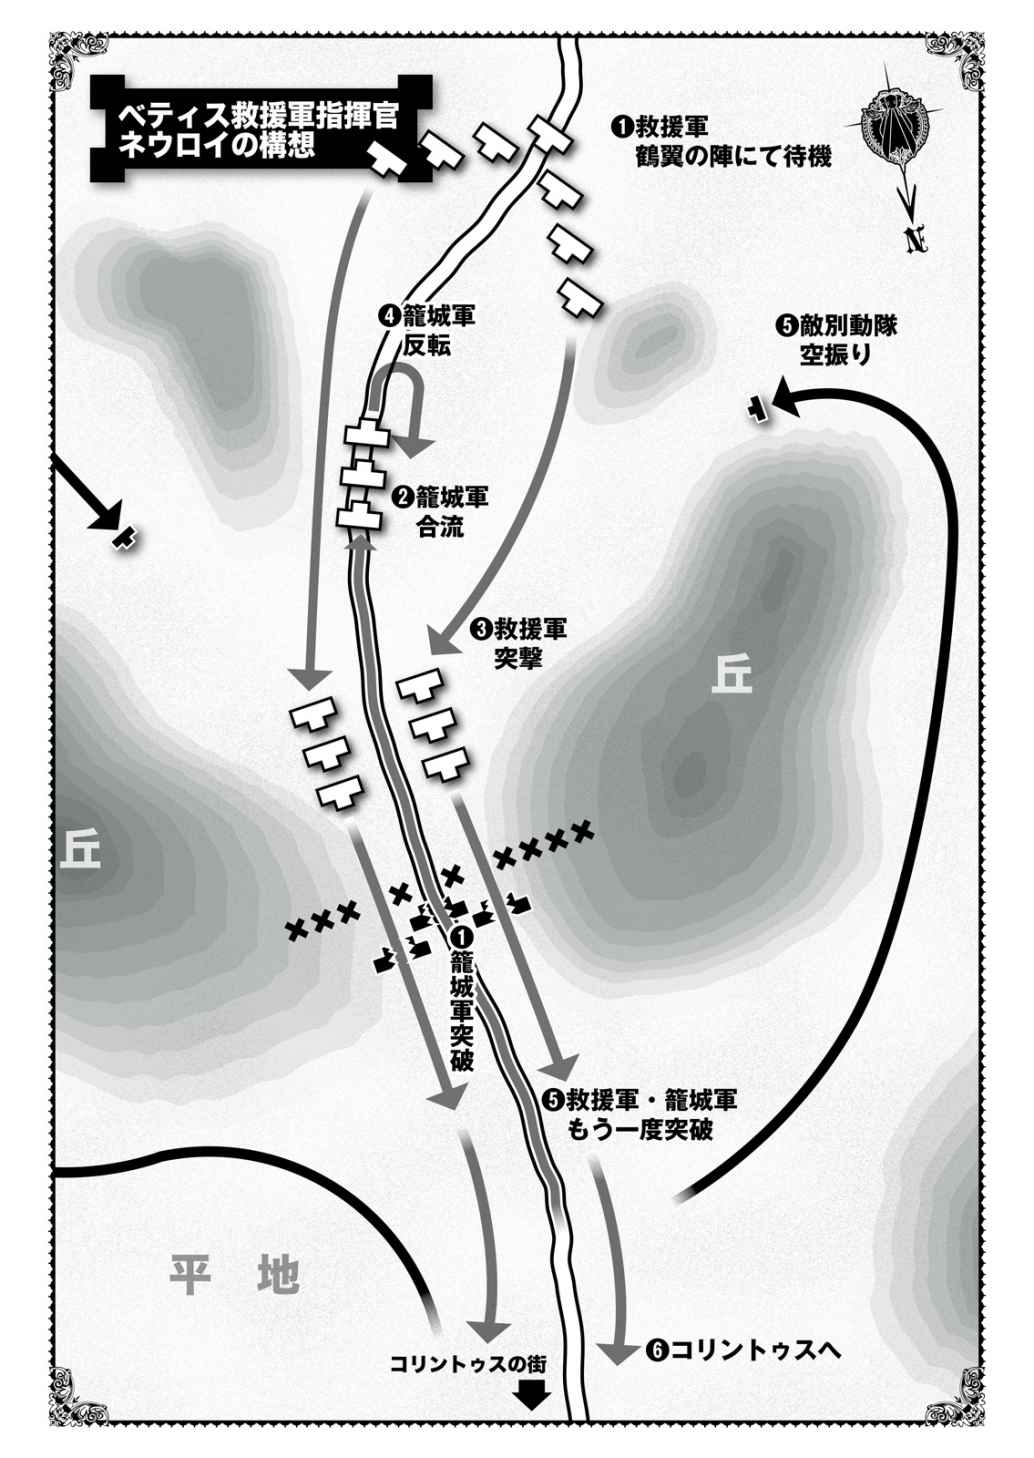 ベティス救援軍指揮官
ネウロイの構想
❶救援軍
鶴翼の陣にて待機
N
❹籠城軍
反転
❺敵別動隊
空振り
❷籠城軍
合流
❸救援軍
突撃
丘
丘
❶籠城軍突破
❺救援軍・籠城軍
もう一度突破
平地
❻コリントゥスへ
コリントゥスの街